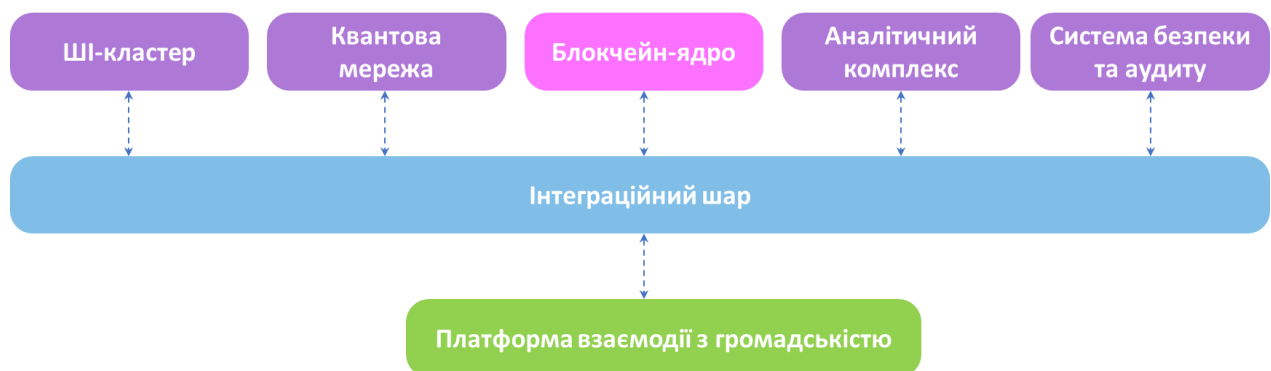 ШІ-кластер
Квантова
мережа
Блокчейн-ядро
Аналітичний
комплекс
Система безпеки
та аудиту
Інтеграційний шар
Платформа взаємодії з громадськістю